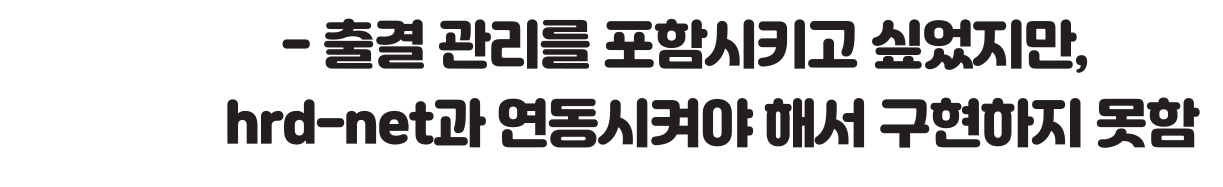 - 출결 관리를 포함시키고 싶었지만,
hrd-net과 연동시켜야 해서 구현하지 못함